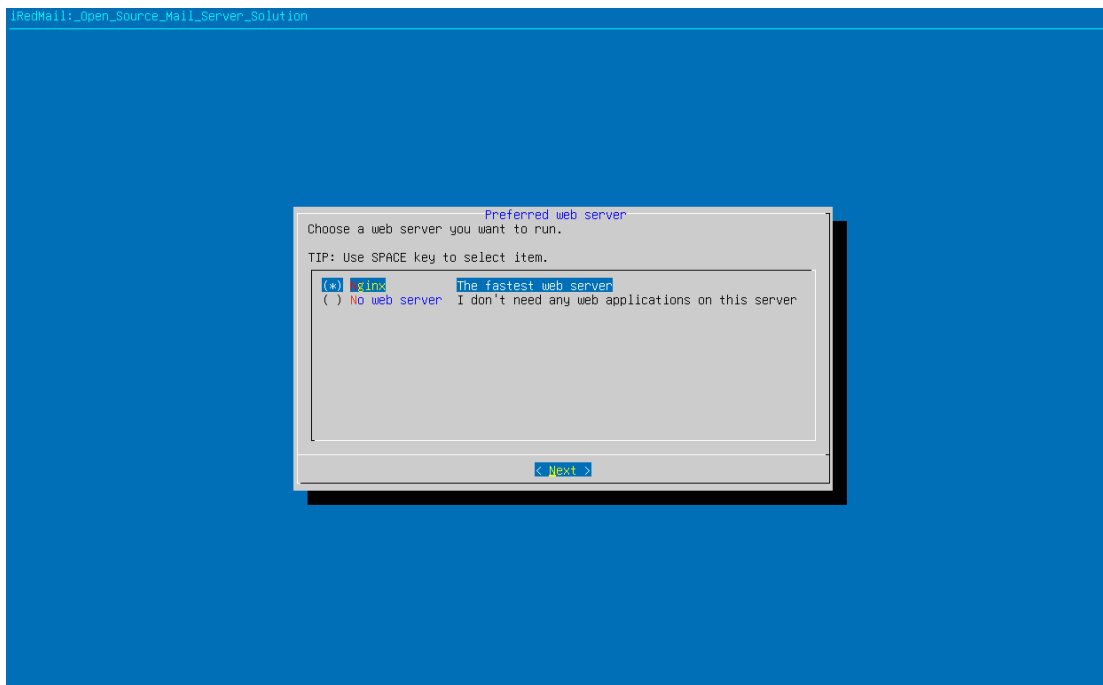 iRedMail:_Open_Source_Mail_Server_Solution
Preferred web server
Choose a web server you want to run.
TIP: Use SPACE key to select item.
(*) Nginx The fastest web server
( ) No web server I don't need any web applications on this server
< Next >